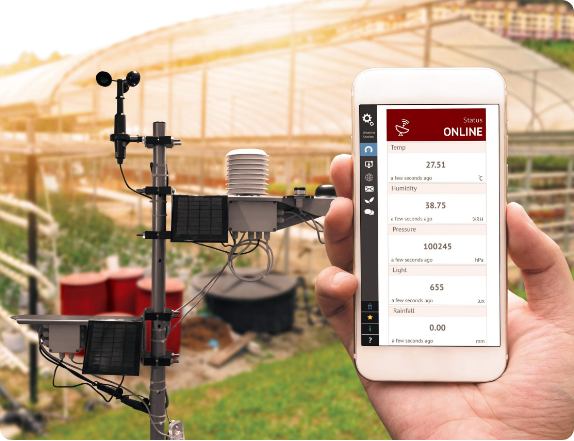 Status
ONLINE
Temp
27.51
a few seconds ago °C
Humidity
38.75
a few seconds ago %RH
Pressure
100245
a few seconds ago hPa
Light
655
a few seconds ago Lux
Rainfall
0.00
a few seconds ago mm